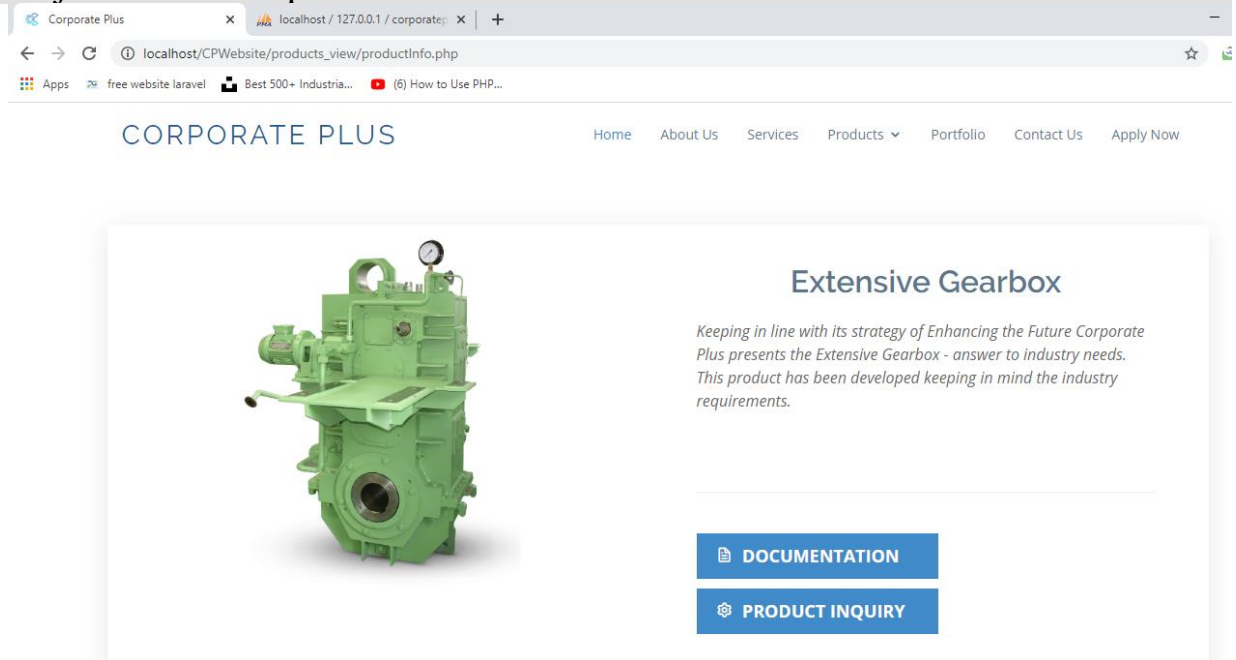 Corporate Plus
localhost / 127.0.0.1 / corporatep
localhost/CPWebsite/products_view/productInfo.php
Apps free website laravel Best 500+ Industria... (6) How to Use PHP...
CORPORATE PLUS
Home About Us Services Products Portfolio Contact Us Apply Now
Extensive Gearbox
Keeping in line with its strategy of Enhancing the Future Corporate
Plus presents the Extensive Gearbox - answer to industry needs.
This product has been developed keeping in mind the industry
requirements.
DOCUMENTATION
PRODUCT INQUIRY